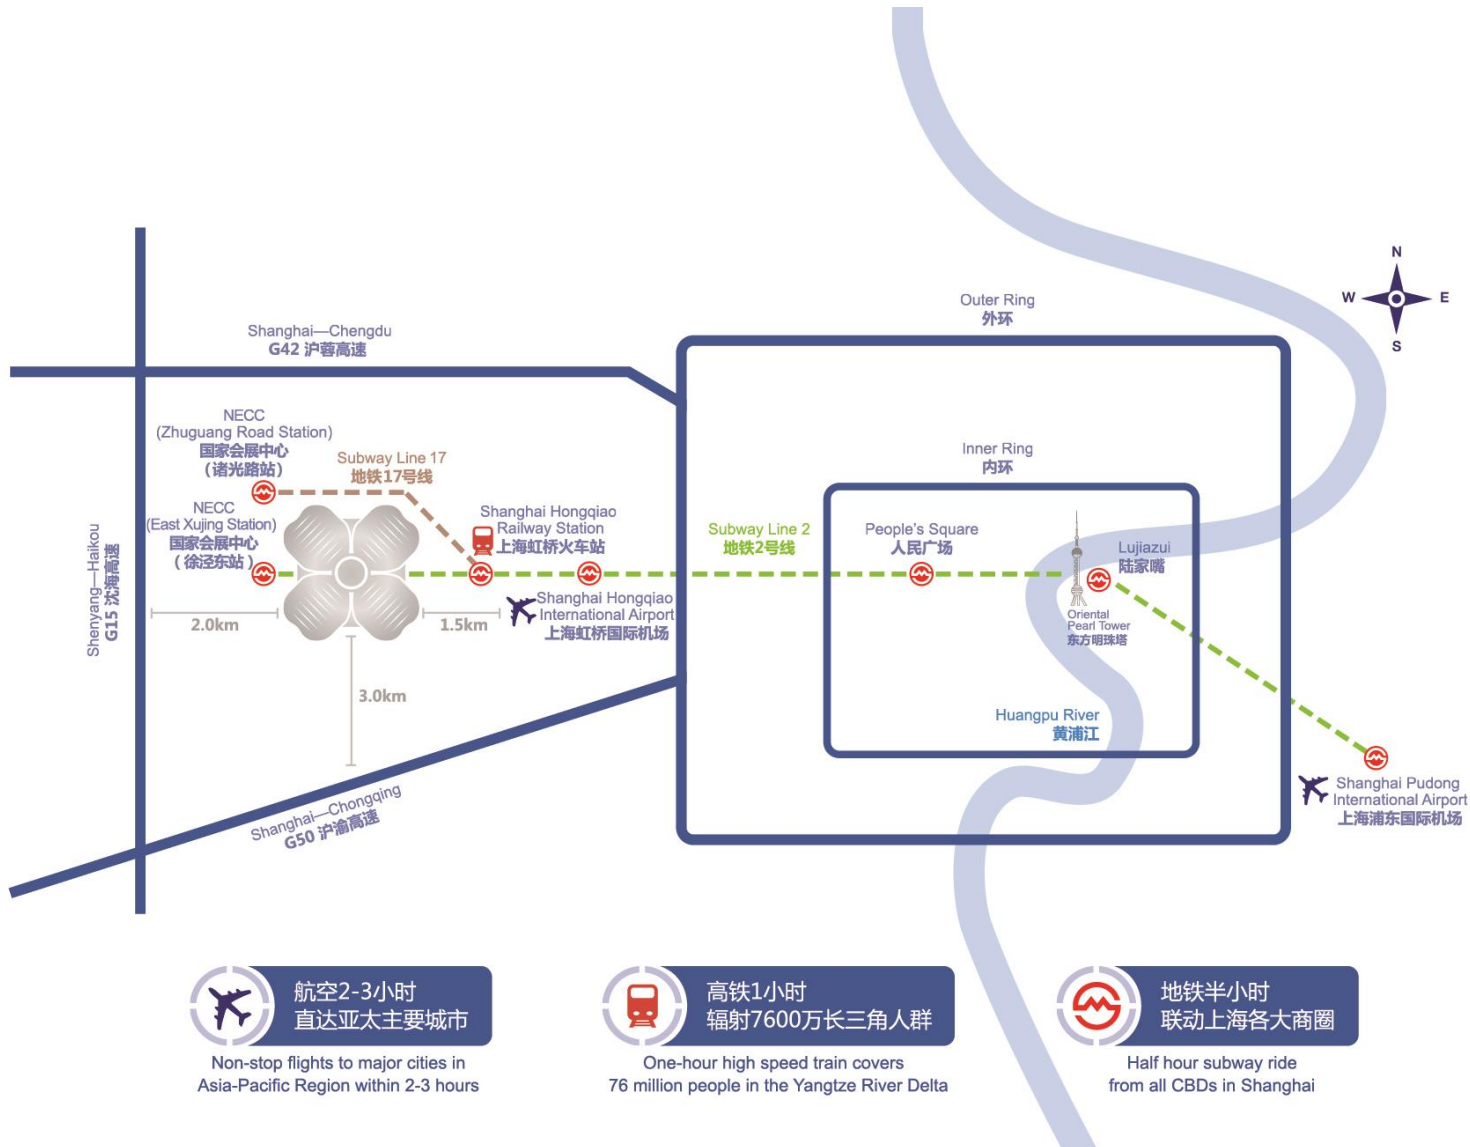 N
W
E
S
Outer Ring
外环
Shanghai—Chengdu
G42 沪蓉高速
NECC
(Zhuguang Road Station)
国家会展中心
（诸光路站）
Subway Line 17
地铁17号线
Inner Ring
内环
NECC
(East Xujing Station)
国家会展中心
（徐泾东站）
Shanghai Hongqiao
Railway Station
上海虹桥火车站
Subway Line 2
地铁2号线
People's Square
人民广场
Lujiazui
陆家嘴
Shenyang—Haikou
G15 沈海高速
2.0km
1.5km
Shanghai Hongqiao
International Airport
上海虹桥国际机场
Oriental
Pearl Tower
东方明珠塔
3.0km
Huangpu River
黄浦江
Shanghai—Chongqing
G50 沪渝高速
Shanghai Pudong
International Airport
上海浦东国际机场
航空2-3小时
直达亚太主要城市
Non-stop flights to major cities in
Asia-Pacific Region within 2-3 hours
高铁1小时
辐射7600万长三角人群
One-hour high speed train covers
76 million people in the Yangtze River Delta
地铁半小时
联动上海各大商圈
Half hour subway ride
from all CBDs in Shanghai